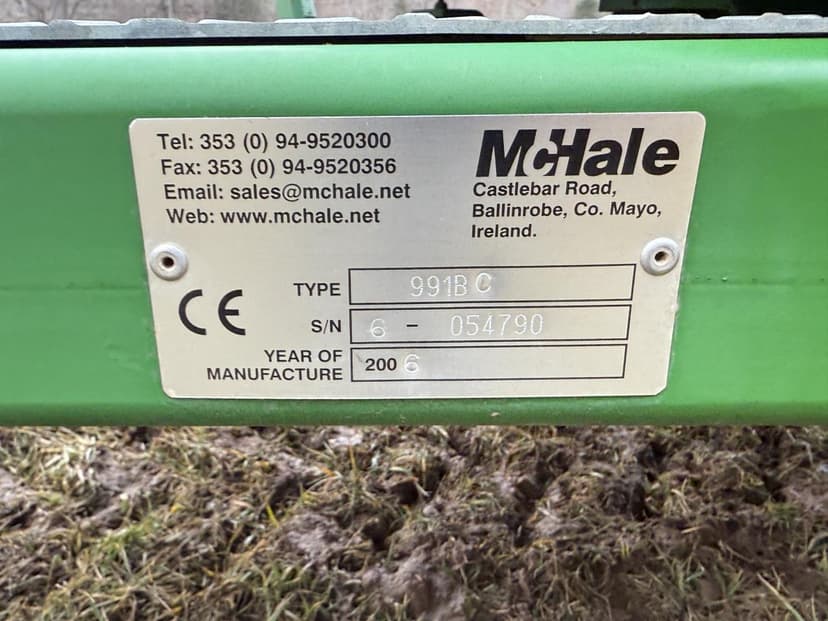 Tel: 353 (0) 94-9520300
Fax: 353 (0) 94-9520356
Email: sales@mchale.net
Web: www.mchale.net
McHale
Castlebar Road,
Ballinrobe, Co. Mayo,
Ireland.
CE
TYPE 991B C
S/N 6 - 054790
YEAR OF
MANUFACTURE 2006